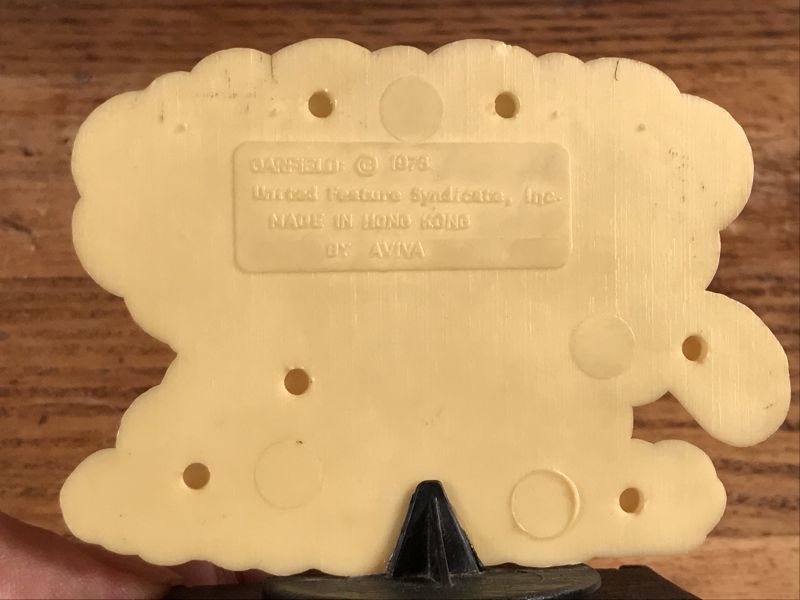 GARFIELD: © 1978
United Feature Syndicate, Inc.
MADE IN HONG KONG
BY AVIVA